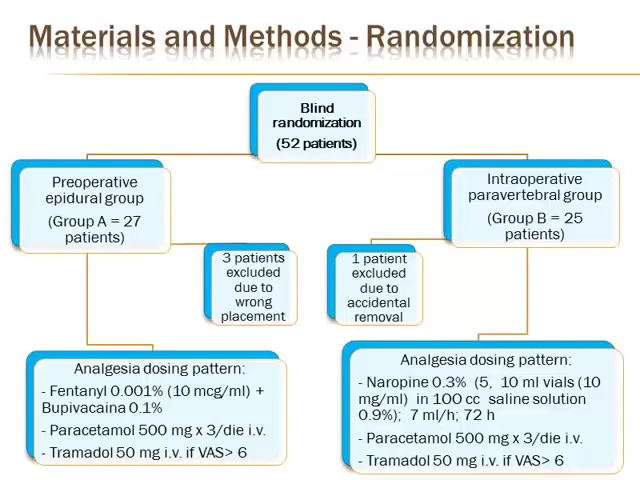 Materials and Methods - Randomization
Blind
randomization
(52 patients)
Preoperative
epidural group
(Group A = 27
patients)
Intraoperative
paravertebral group
(Group B = 25
patients)
3 patients
excluded
due to
wrong
placement
1 patient
excluded
due to
accidental
removal
Analgesia dosing pattern:
- Fentanyl 0.001% (10 mcg/ml) +
Bupivacaina 0.1%
- Paracetamol 500 mg x 3/die i.v.
- Tramadol 50 mg i.v. if VAS> 6
Analgesia dosing pattern:
- Naropine 0.3% (5, 10 ml vials (10
mg/ml) in 100 cc saline solution
0.9%); 7 ml/h; 72 h
- Paracetamol 500 mg x 3/die i.v.
- Tramadol 50 mg i.v. if VAS> 6